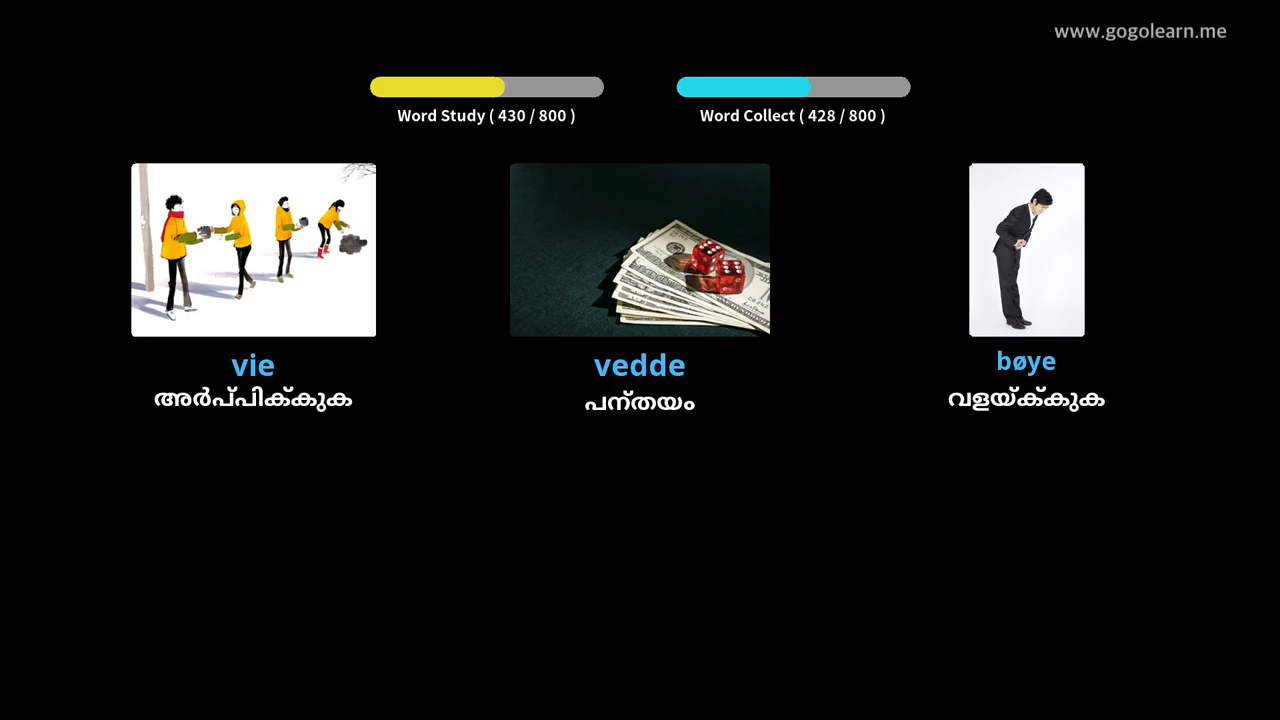 www.gogolearn.me
Word Study ( 430 / 800 )
Word Collect ( 428 / 800 )
vie
vedde
bøye
അർപ്പിക്കുക
പന്തയം
വളയ്ക്കുക